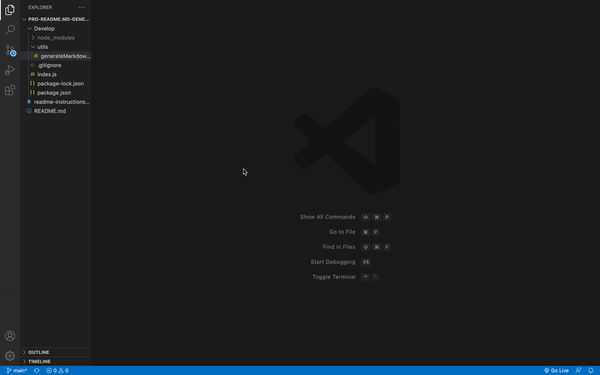 EXPLORER ...
PRO-README.MD-GENE...
Develop
node_modules
utils
JS generateMarkdow...
.gitignore
JS index.js
{} package-lock.json
{} package.json
readme-instructions...
README.md
Show All Commands ⇧ ⌘ P
Go to File ⌘ P
Find in Files ⇧ ⌘ F
Start Debugging F5
Toggle Terminal ^ `
OUTLINE
TIMELINE
main* 0 0 Go Live